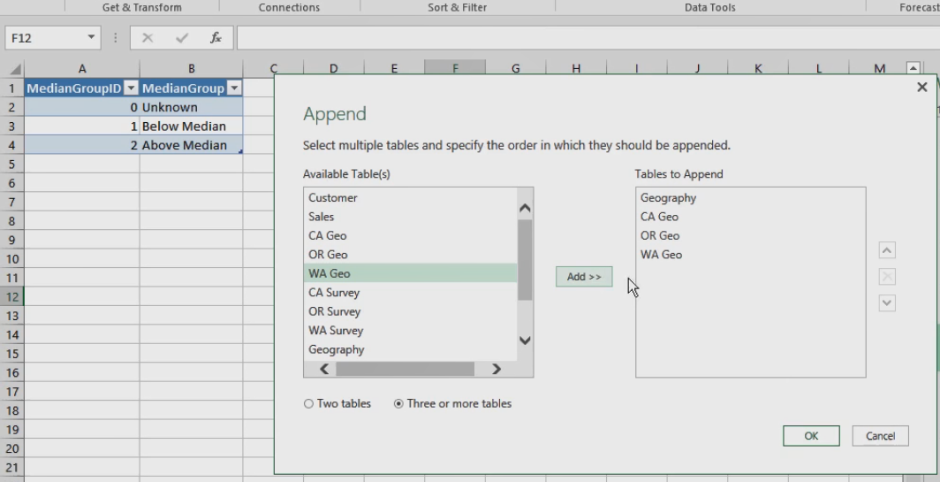 Get & Transform Connections Sort & Filter Data Tools Forecast
F12 fx
A B C D E F G H I J K L M
1 MedianGroupID MedianGroup
2 0 Unknown
3 1 Below Median
4 2 Above Median
5
6
7
8
9
10
11
12
13
14
15
16
17
18
19
20
21
Append
Select multiple tables and specify the order in which they should be appended.
Available Table(s)
Customer
Sales
CA Geo
OR Geo
WA Geo
CA Survey
OR Survey
WA Survey
Geography
Add >>
Tables to Append
Geography
CA Geo
OR Geo
WA Geo
Two tables Three or more tables
OK Cancel